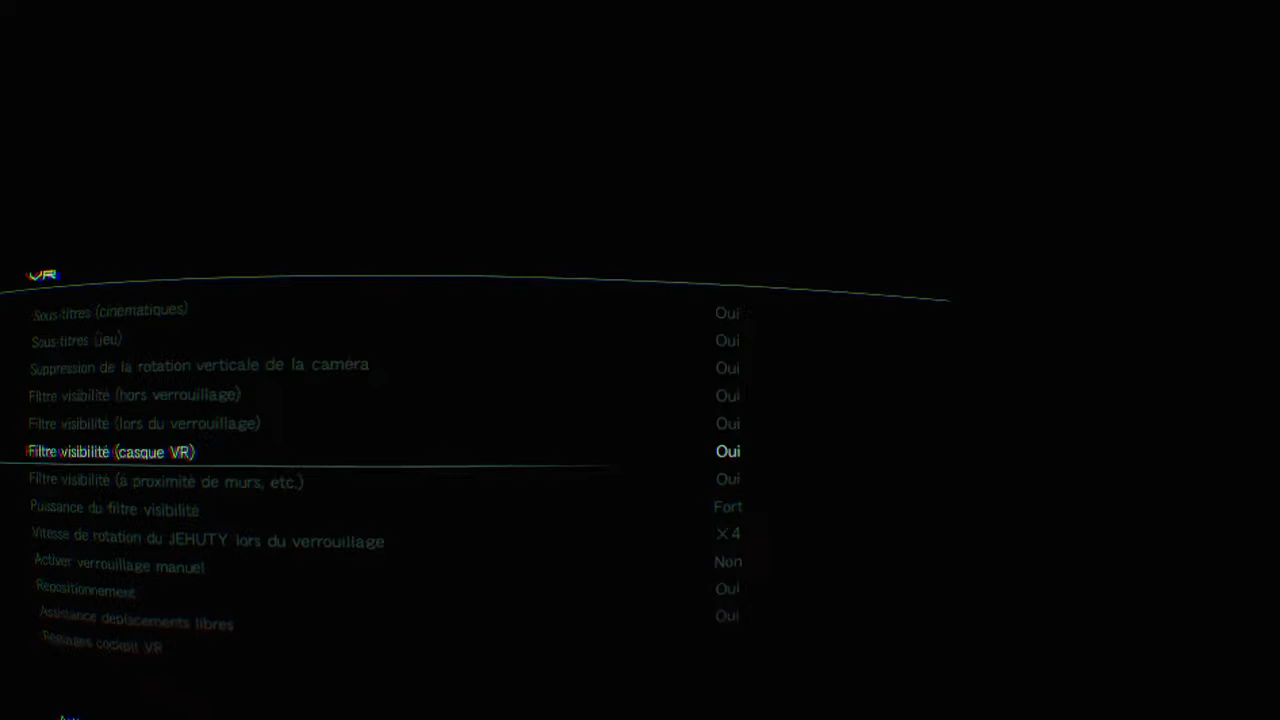 VR
Sous-titres (cinématiques) Oui
Sous-titres (jeu) Oui
Suppression de la rotation verticale de la caméra Oui
Filtre visibilité (hors verrouillage) Oui
Filtre visibilité (lors du verrouillage) Oui
Filtre visibilité (casque VR) Oui
Filtre visibilité (à proximité de murs, etc.) Oui
Puissance du filtre visibilité Fort
Vitesse de rotation du JEHUTY lors du verrouillage ×4
Activer verrouillage manuel Non
Repositionnement Oui
Assistance déplacements libres Oui
Réglages cockpit VR